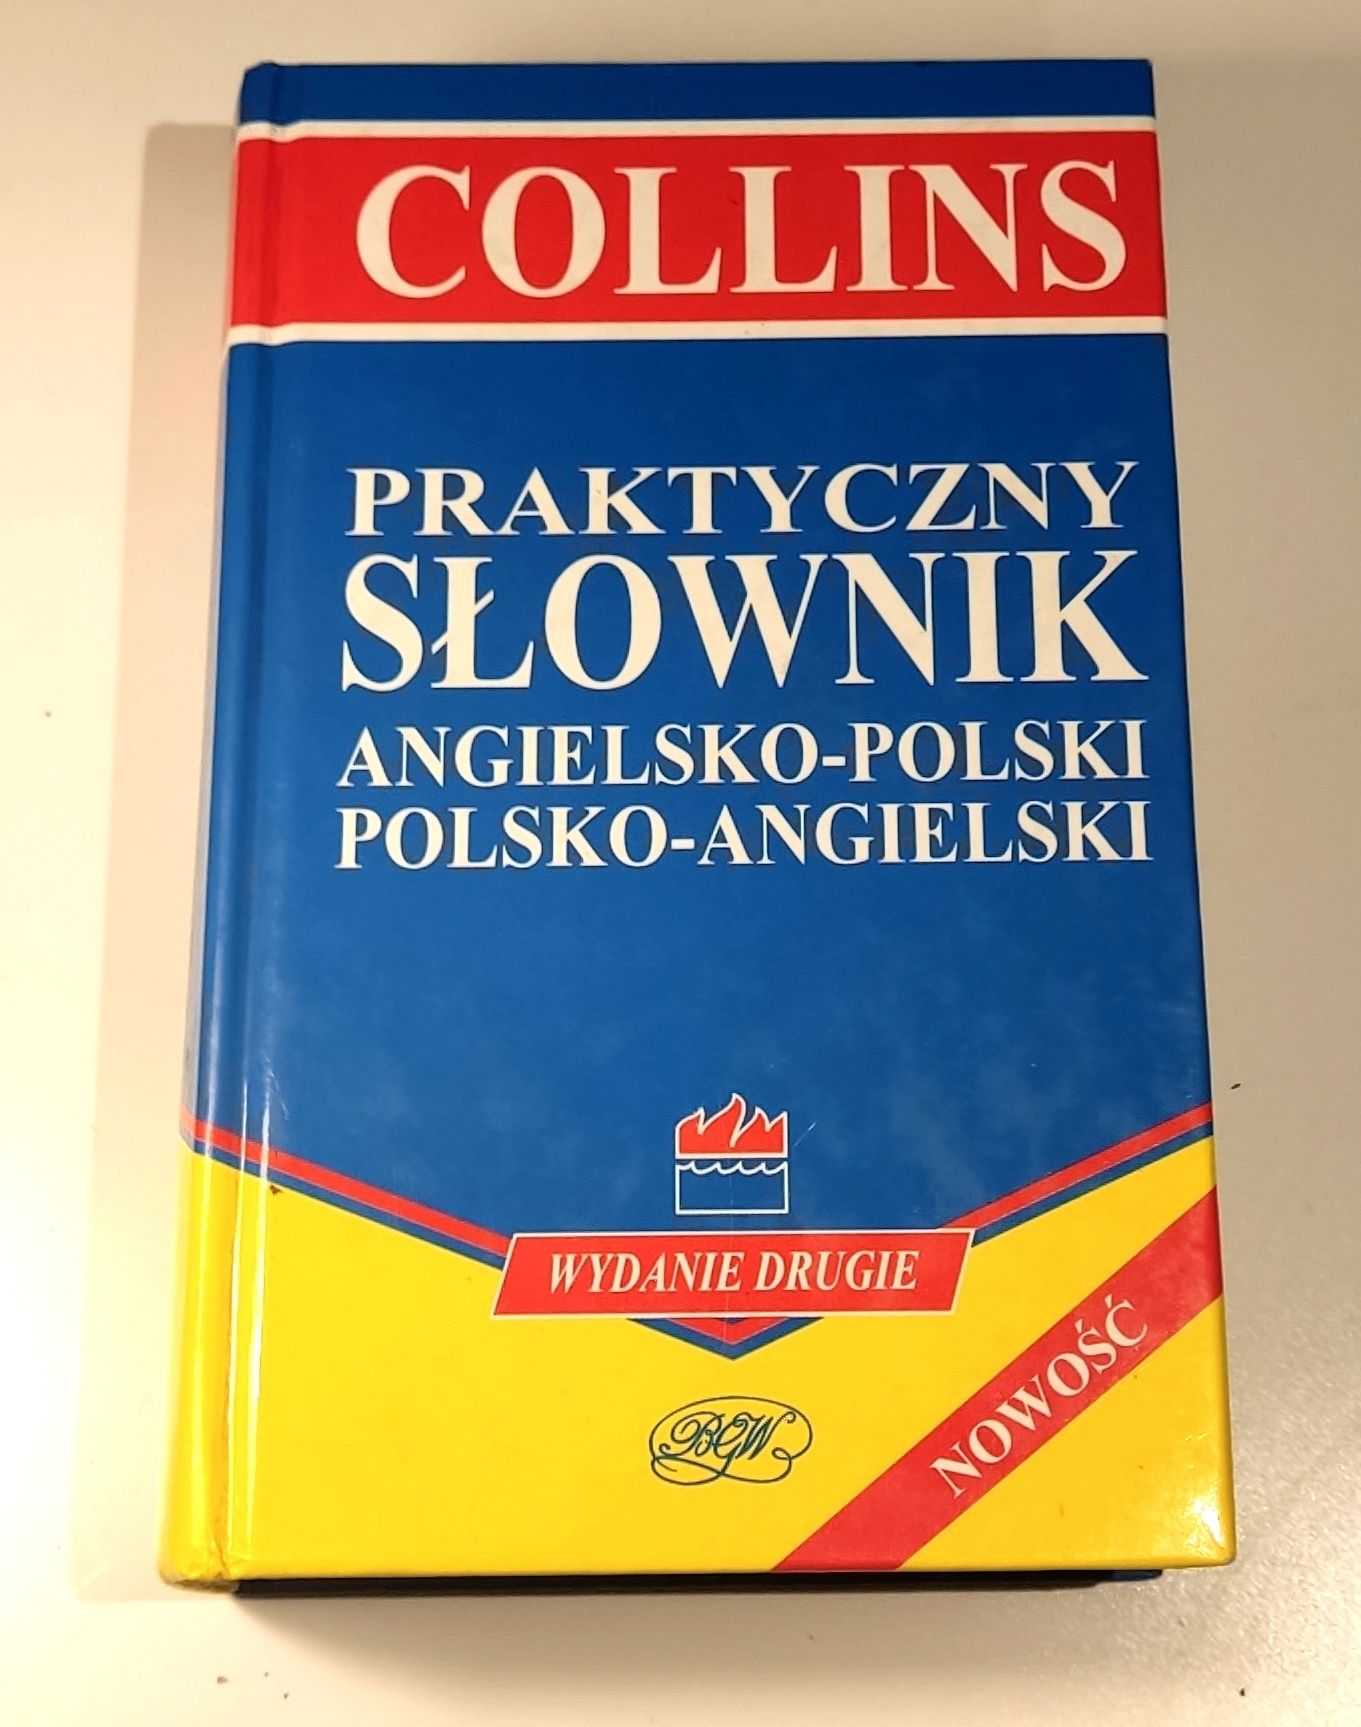 COLLINS
PRAKTYCZNY
SŁOWNIK
ANGIELSKO-POLSKI
POLSKO-ANGIELSKI
WYDANIE DRUGIE
NOWOŚĆ
BGW